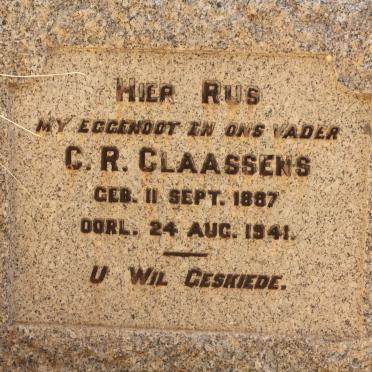 HIER RUS
MY EGGENOOT EN ONS VADER
C. R. CLAASSENS
GEB. 11 SEPT. 1887
OORL. 24 AUG. 1941.
U WIL GESKIEDE.